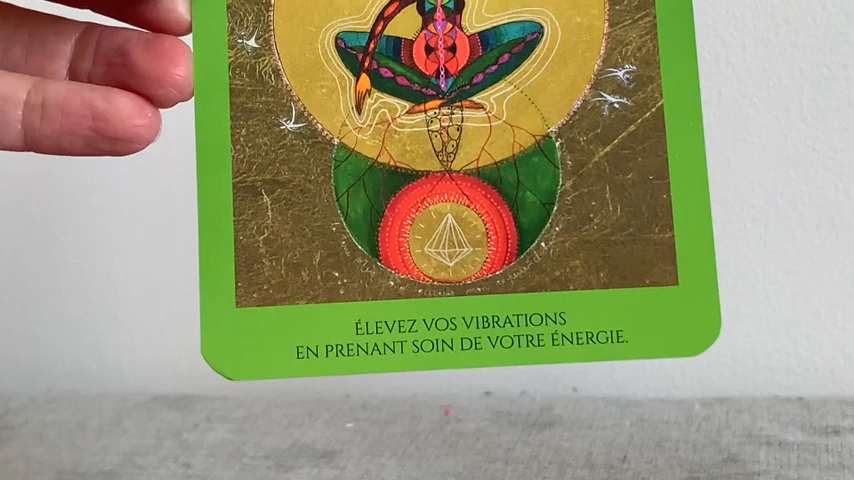 ÉLEVEZ VOS VIBRATIONS
EN PRENANT SOIN DE VOTRE ÉNERGIE.